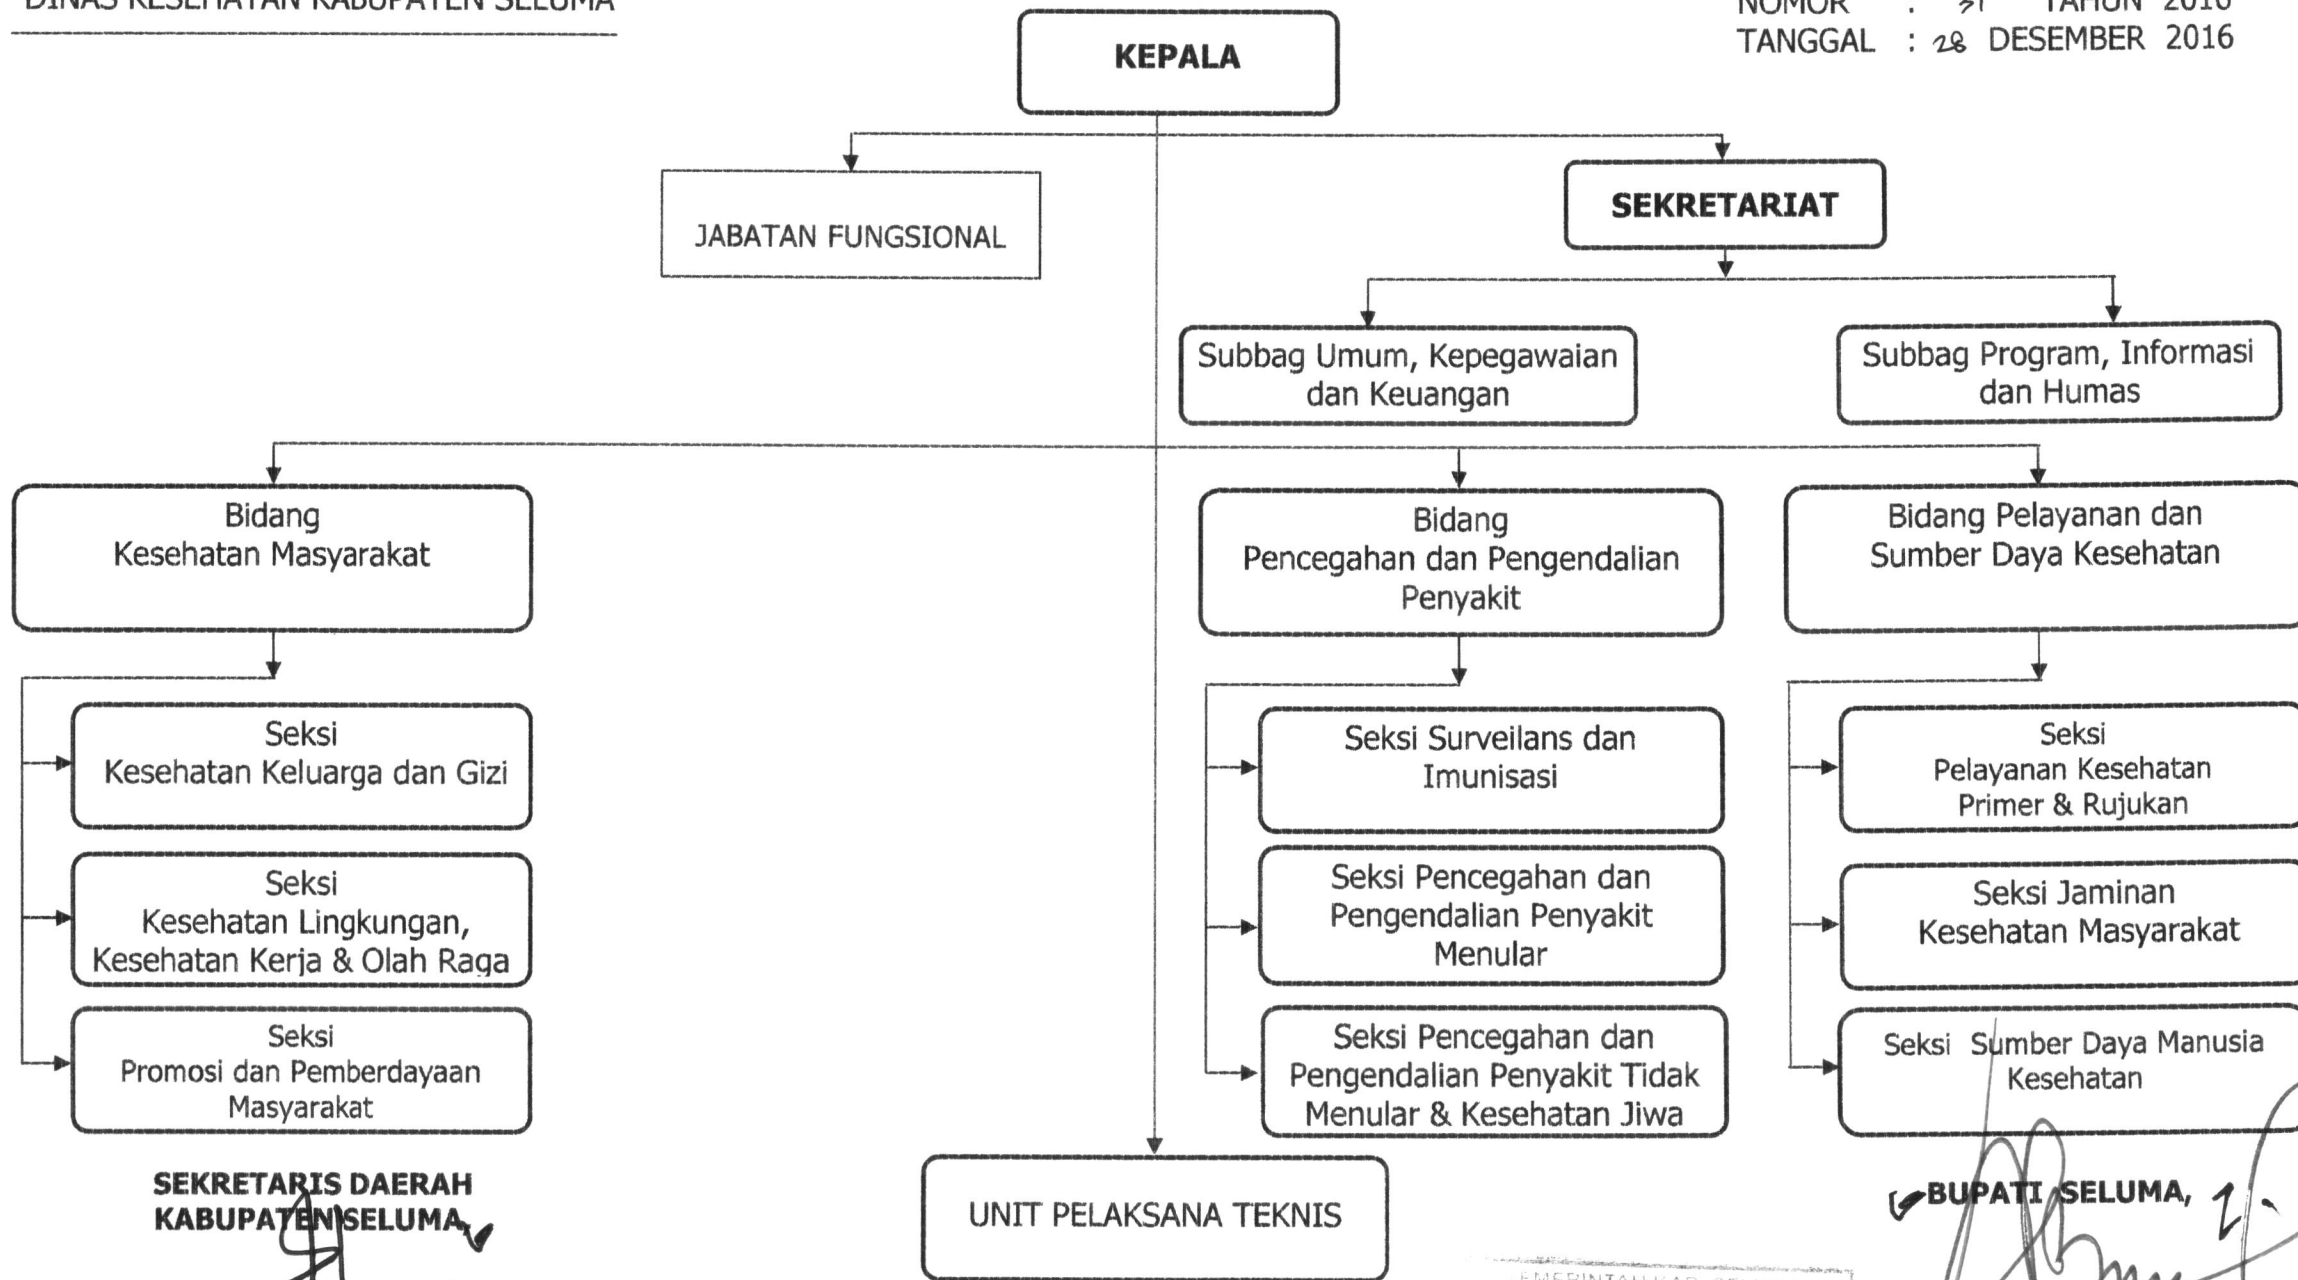 DINAS KESEHATAN KABUPATEN SELUMA
NOMOR : TAHUN 2016
TANGGAL : 28 DESEMBER 2016
KEPALA
JABATAN FUNGSIONAL
SEKRETARIAT
Subbag Umum, Kepegawaian
dan Keuangan
Subbag Program, Informasi
dan Humas
Bidang
Kesehatan Masyarakat
Bidang
Pencegahan dan Pengendalian
Penyakit
Bidang Pelayanan dan
Sumber Daya Kesehatan
Seksi
Kesehatan Keluarga dan Gizi
Seksi
Kesehatan Lingkungan,
Kesehatan Kerja & Olah Raga
Seksi
Promosi dan Pemberdayaan
Masyarakat
Seksi Surveilans dan
Imunisasi
Seksi Pencegahan dan
Pengendalian Penyakit
Menular
Seksi Pencegahan dan
Pengendalian Penyakit Tidak
Menular & Kesehatan Jiwa
Seksi
Pelayanan Kesehatan
Primer & Rujukan
Seksi Jaminan
Kesehatan Masyarakat
Seksi Sumber Daya Manusia
Kesehatan
SEKRETARIS DAERAH
KABUPATEN SELUMA,
UNIT PELAKSANA TEKNIS
BUPATI SELUMA,